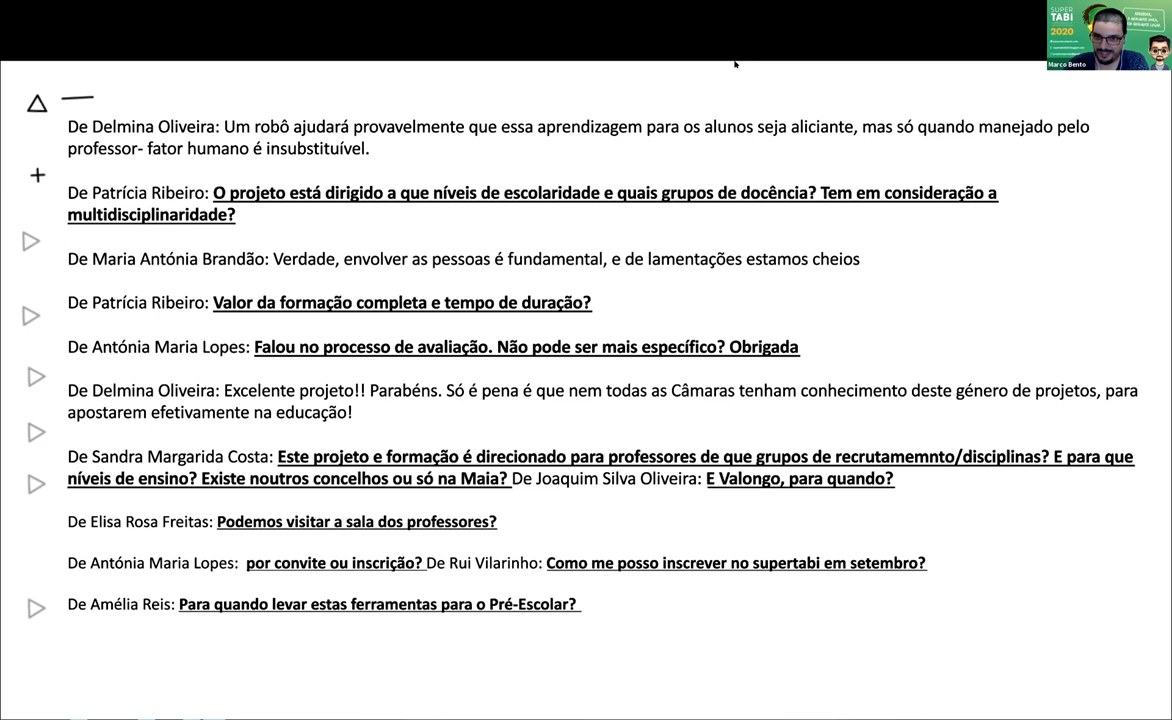 SUPER
TABi
2020
Marco Bento
De Delmina Oliveira: Um robô ajudará provavelmente que essa aprendizagem para os alunos seja aliciante, mas só quando manejado pelo
professor- fator humano é insubstituível.
De Patrícia Ribeiro: O projeto está dirigido a que níveis de escolaridade e quais grupos de docência? Tem em consideração a
multidisciplinaridade?
De Maria Antónia Brandão: Verdade, envolver as pessoas é fundamental, e de lamentações estamos cheios
De Patrícia Ribeiro: Valor da formação completa e tempo de duração?
De Antónia Maria Lopes: Falou no processo de avaliação. Não pode ser mais específico? Obrigada
De Delmina Oliveira: Excelente projeto!! Parabéns. Só é pena é que nem todas as Câmaras tenham conhecimento deste género de projetos, para
apostarem efetivamente na educação!
De Sandra Margarida Costa: Este projeto e formação é direcionado para professores de que grupos de recrutamemnto/disciplinas? E para que
níveis de ensino? Existe noutros concelhos ou só na Maia? De Joaquim Silva Oliveira: E Valongo, para quando?
De Elisa Rosa Freitas: Podemos visitar a sala dos professores?
De Antónia Maria Lopes: por convite ou inscrição? De Rui Vilarinho: Como me posso inscrever no supertabi em setembro?
De Amélia Reis: Para quando levar estas ferramentas para o Pré-Escolar?